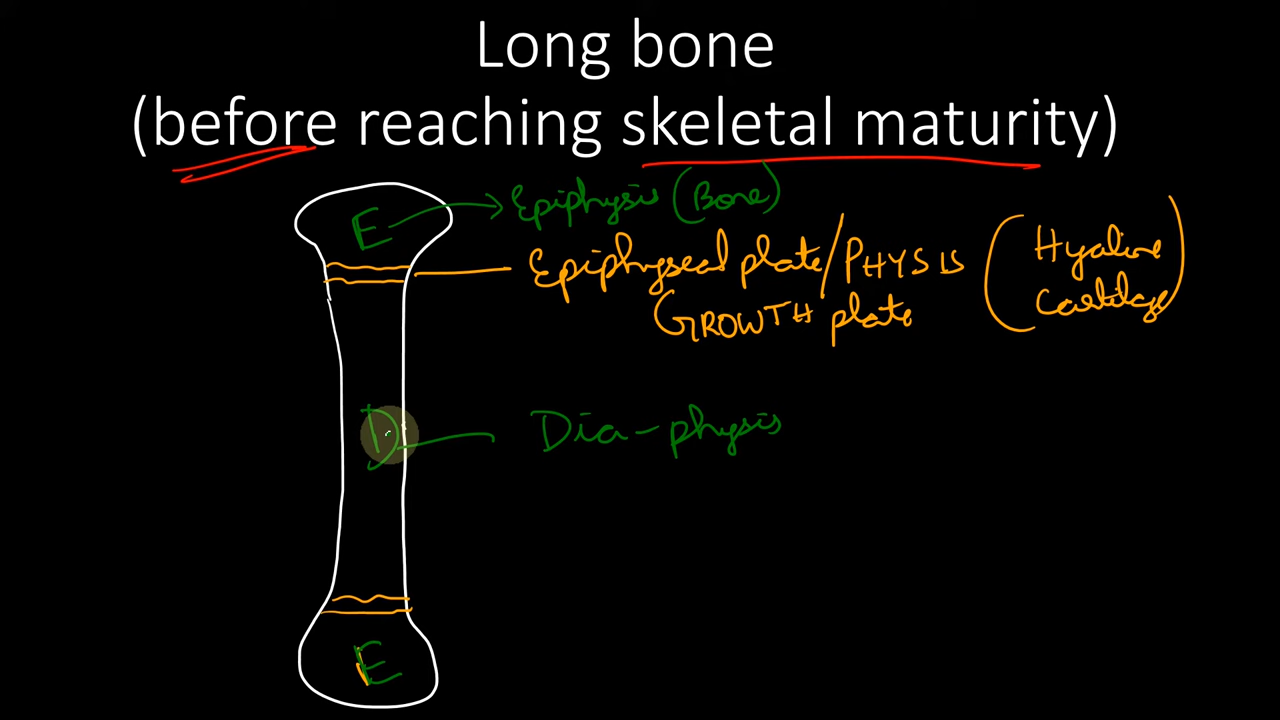 Long bone
(before reaching skeletal maturity)
E
Epiphysis (Bone)
Epiphyseal plate/PHYSIS
GROWTH plate
(Hyaline
Cartilage)
D
Dia-physis
E